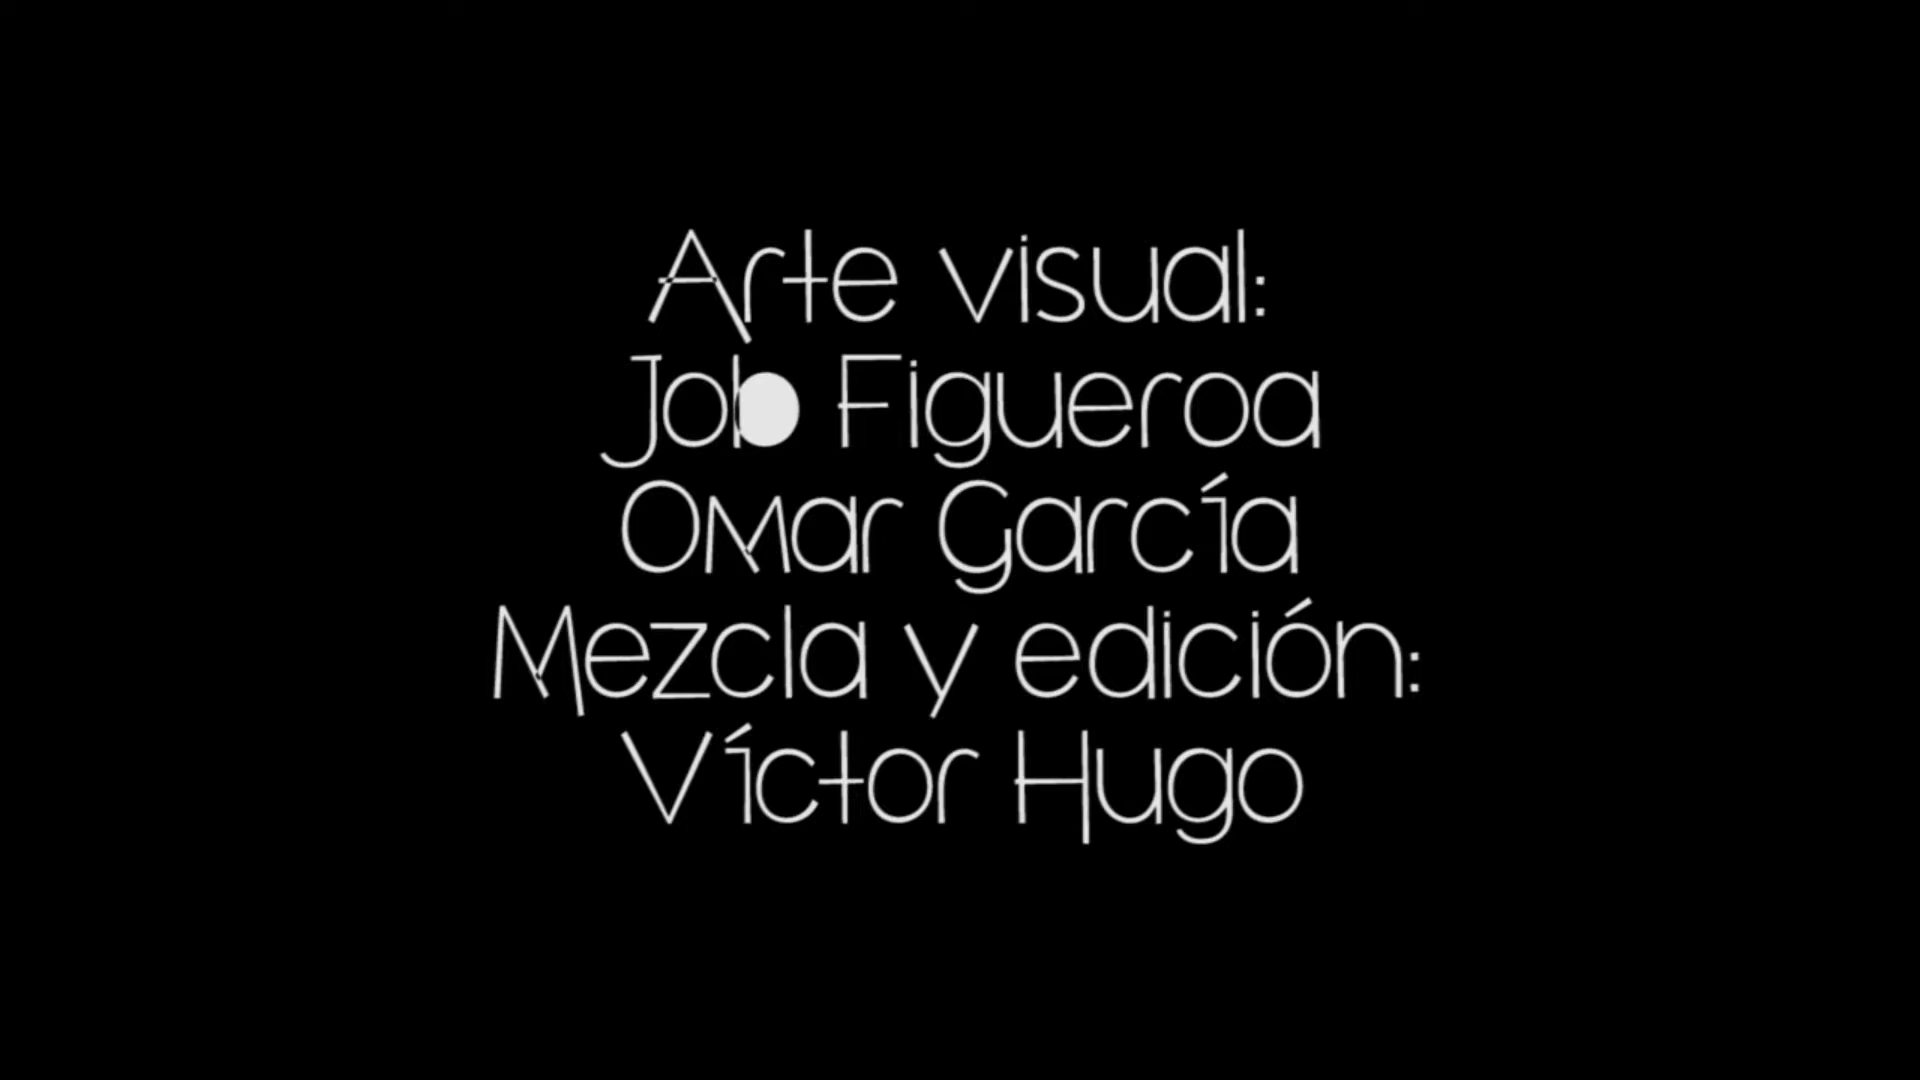 Arte visual:
Job Figueroa
Omar García
Mezcla y edición:
Víctor Hugo